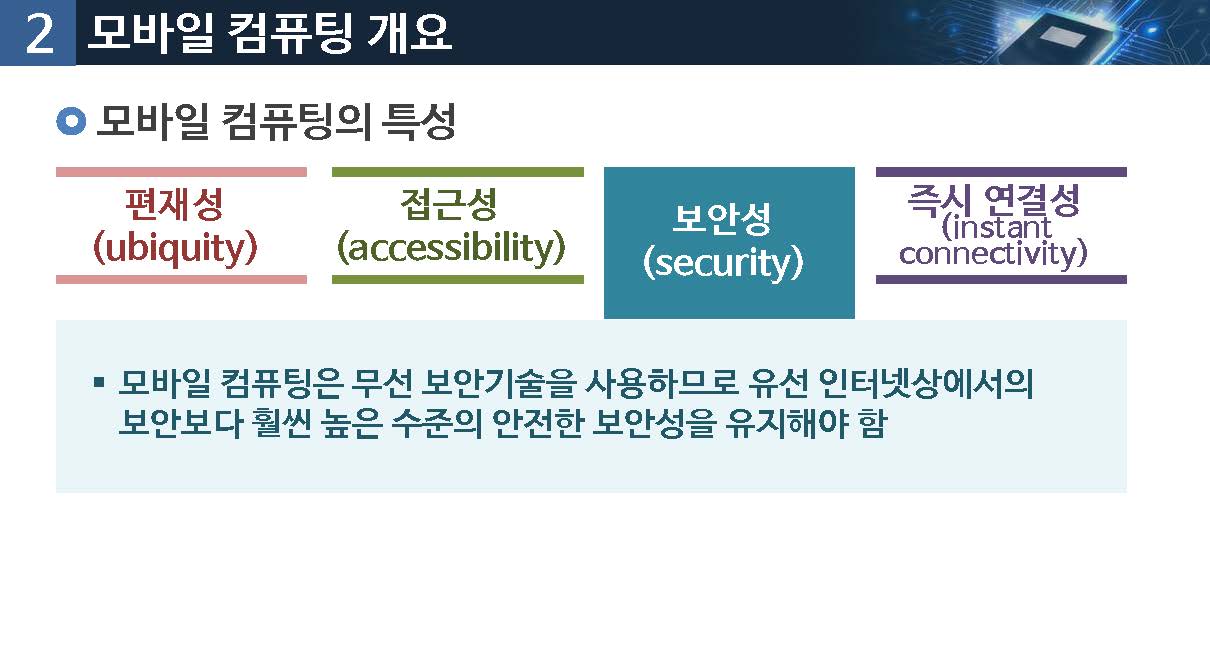 2 모바일 컴퓨팅 개요
모바일 컴퓨팅의 특성
편재성
(ubiquity)
접근성
(accessibility)
보안성
(security)
즉시 연결성
(instant
connectivity)
▪ 모바일 컴퓨팅은 무선 보안기술을 사용하므로 유선 인터넷상에서의
보안보다 훨씬 높은 수준의 안전한 보안성을 유지해야 함